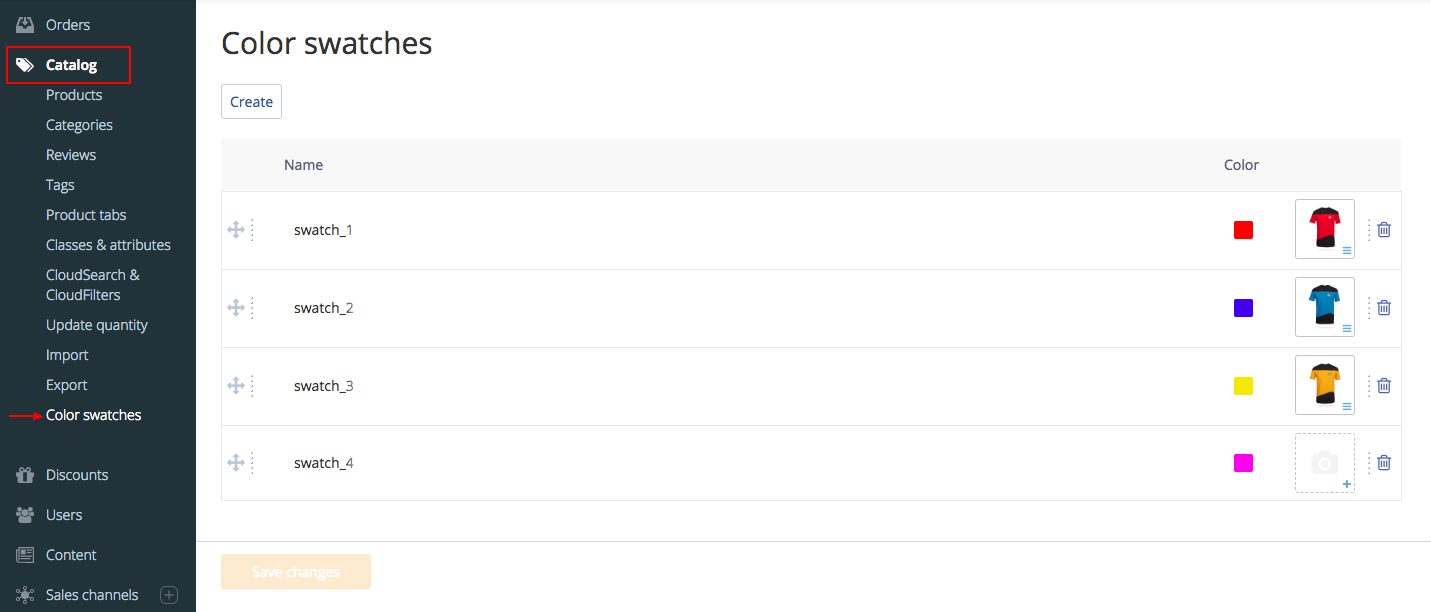 Orders
Catalog
Products
Categories
Reviews
Tags
Product tabs
Classes & attributes
CloudSearch &
CloudFilters
Update quantity
Import
Export
Color swatches
Discounts
Users
Content
Sales channels
Color swatches
Create
Name Color
swatch_1
swatch_2
swatch_3
swatch_4
Save changes